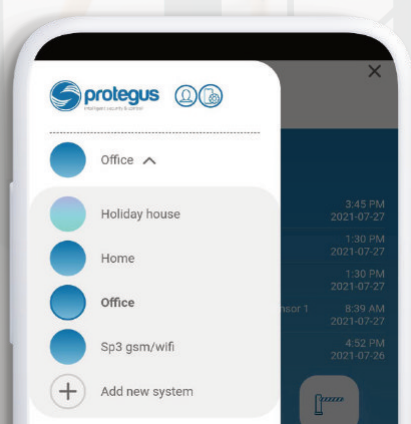 protegus
intelligent security & control
Office
Holiday house
Home
Office
Sp3 gsm/wifi
Add new system
3:45 PM
2021-07-27
1:30 PM
2021-07-27
1:30 PM
2021-07-27
nsor 1 8:39 AM
2021-07-27
4:52 PM
2021-07-26